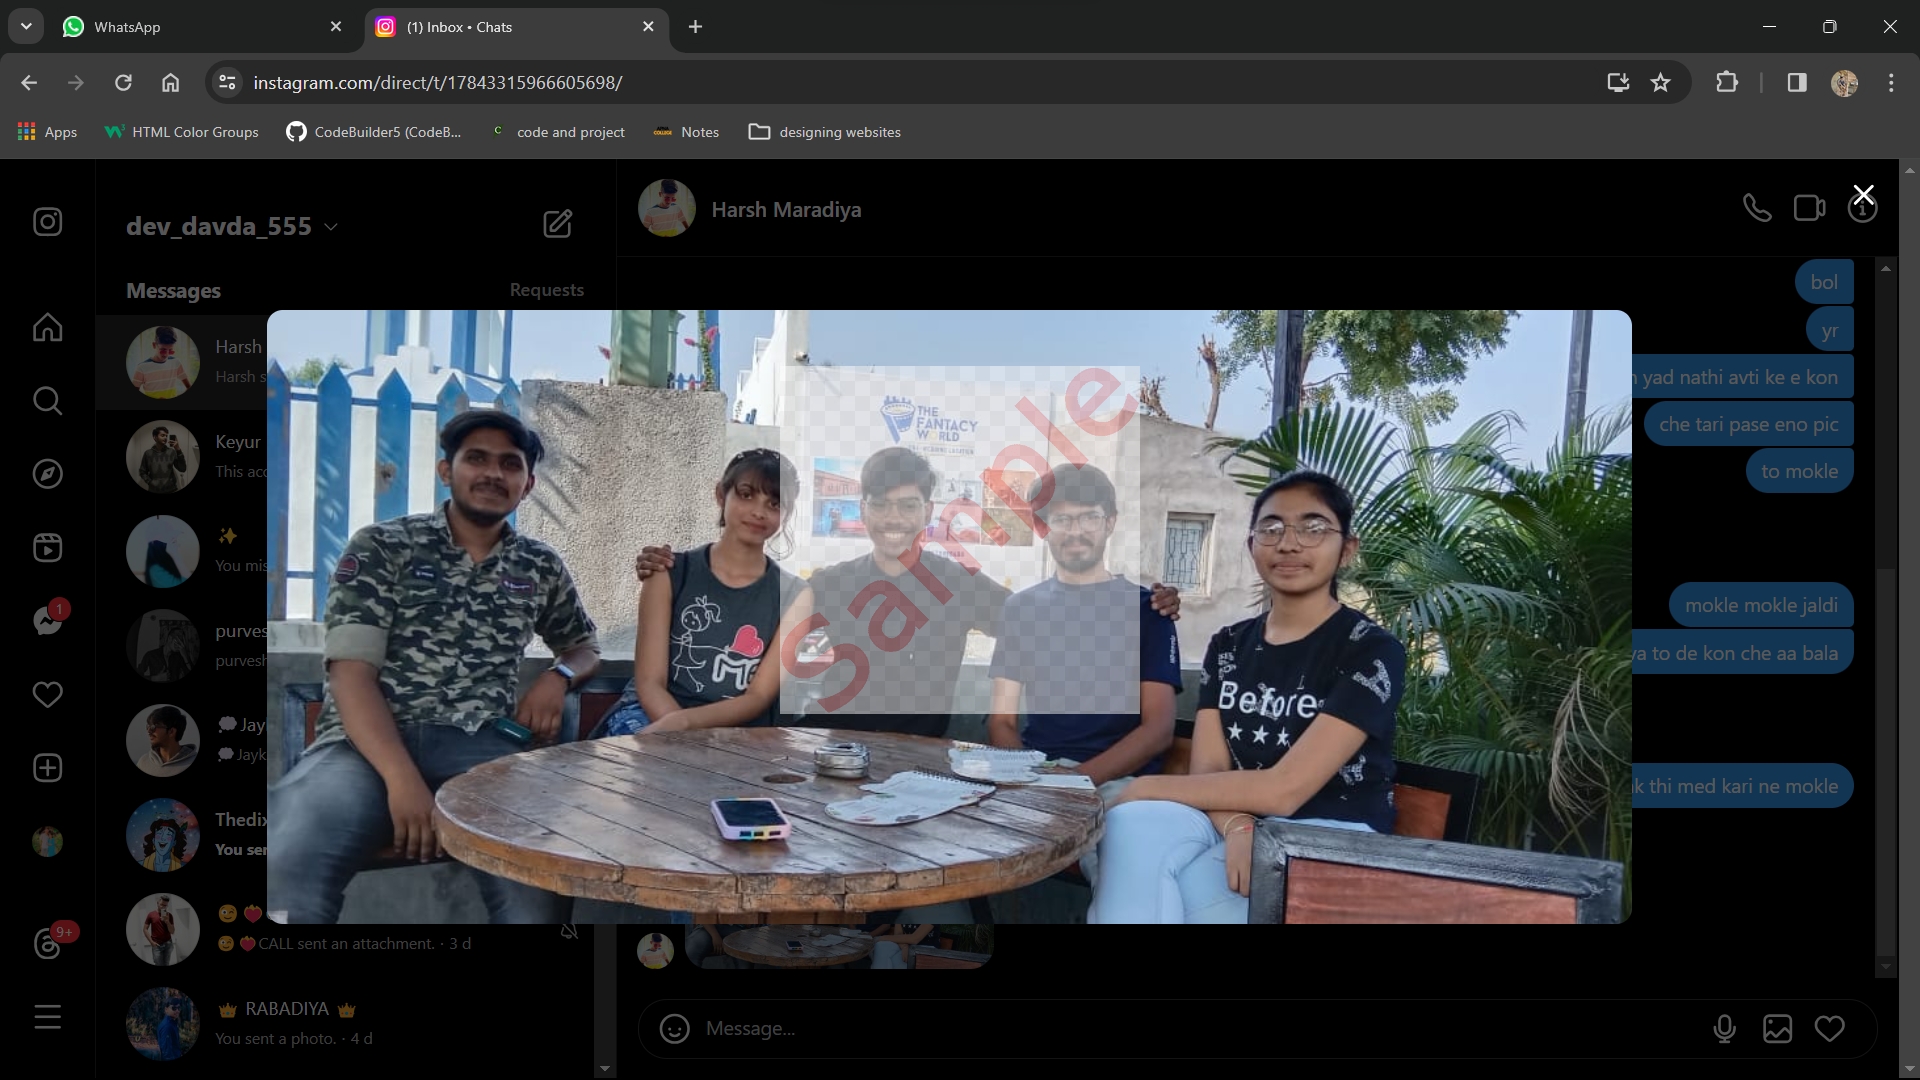 WhatsApp
(1) Inbox • Chats
instagram.com/direct/t/17843315966605698/
Apps
HTML Color Groups
CodeBuilder5 (CodeB...
code and project
Notes
designing websites
dev_davda_555
Harsh Maradiya
Messages
Requests
bol
yr
yad nathi avti ke e kon
che tari pase eno pic
to mokle
mokle mokle jaldi
to de kon che aa bala
thi med kari ne mokle
Harsh
Harsh s
Keyur
This acc
You mis
purves
purvesh
Jay
Jayk
Thedix
You ser
1
9+
CALL sent an attachment. · 3 d
RABADIYA
You sent a photo. · 4 d
Message...
THE
FANTACY
WORLD
Sample
Before